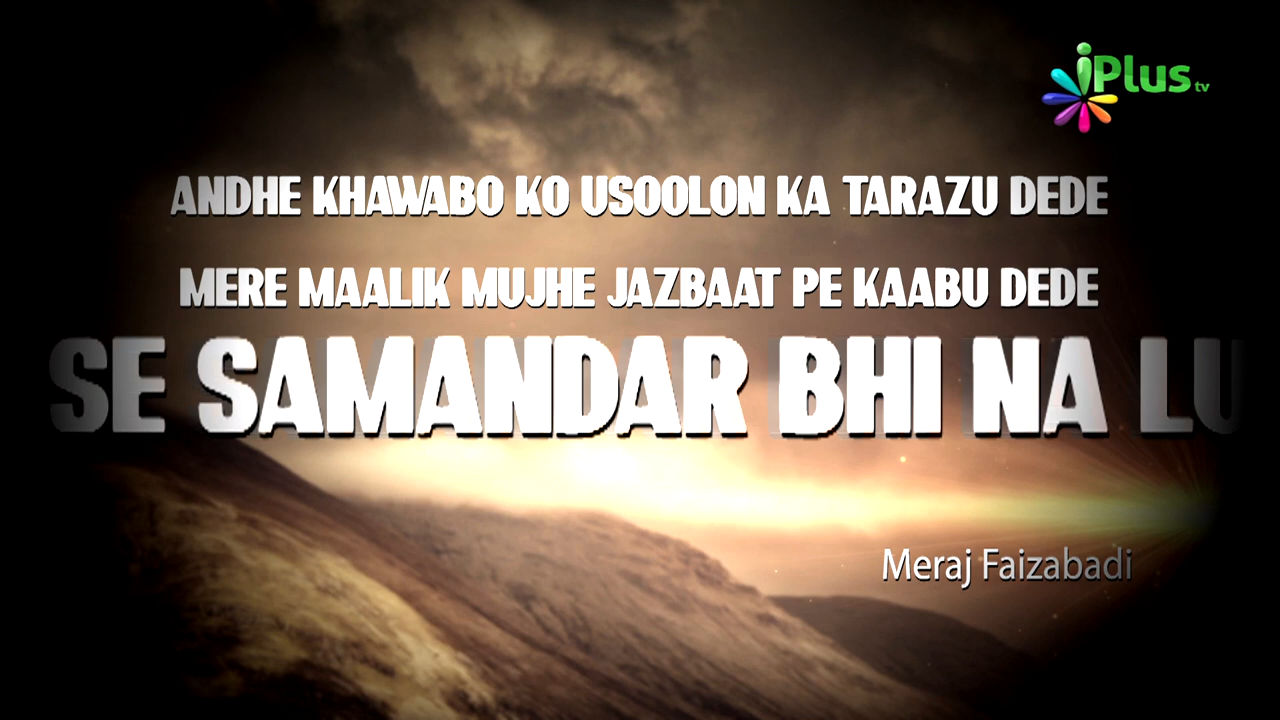 iPlus tv
ANDHE KHAWABO KO USOOLON KA TARAZU DEDE
MERE MAALIK MUJHE JAZBAAT PE KAABU DEDE
SE SAMANDAR BHI NA LU
Meraj Faizabadi